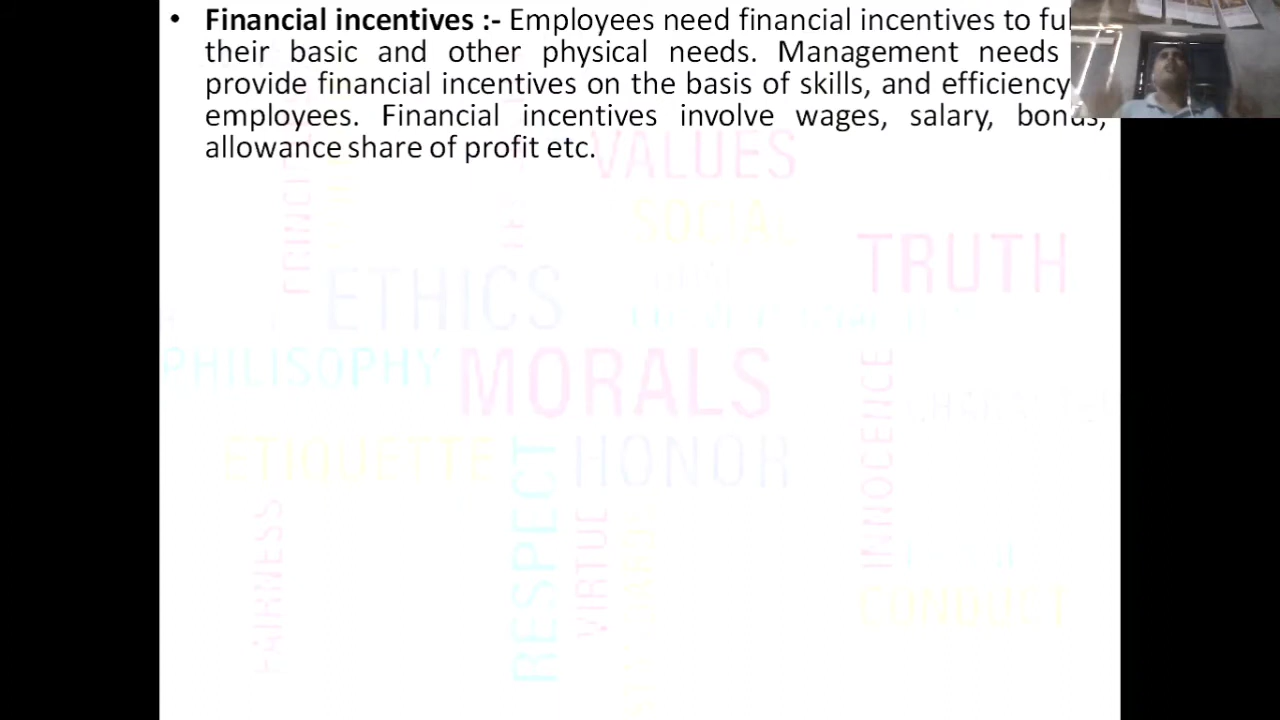 • Financial incentives :- Employees need financial incentives to
their basic and other physical needs. Management needs
provide financial incentives on the basis of skills, and efficiency
employees. Financial incentives involve wages, salary, bonus,
allowance share of profit etc.
VALUES
SOCIAL
TRUTH
ETHICS
PHILISOPHY
MORALS
INNOCENCE
ETIQUETTE
RESPECT
HONOR
FAIRNESS
VIRTUE
CONDUCT